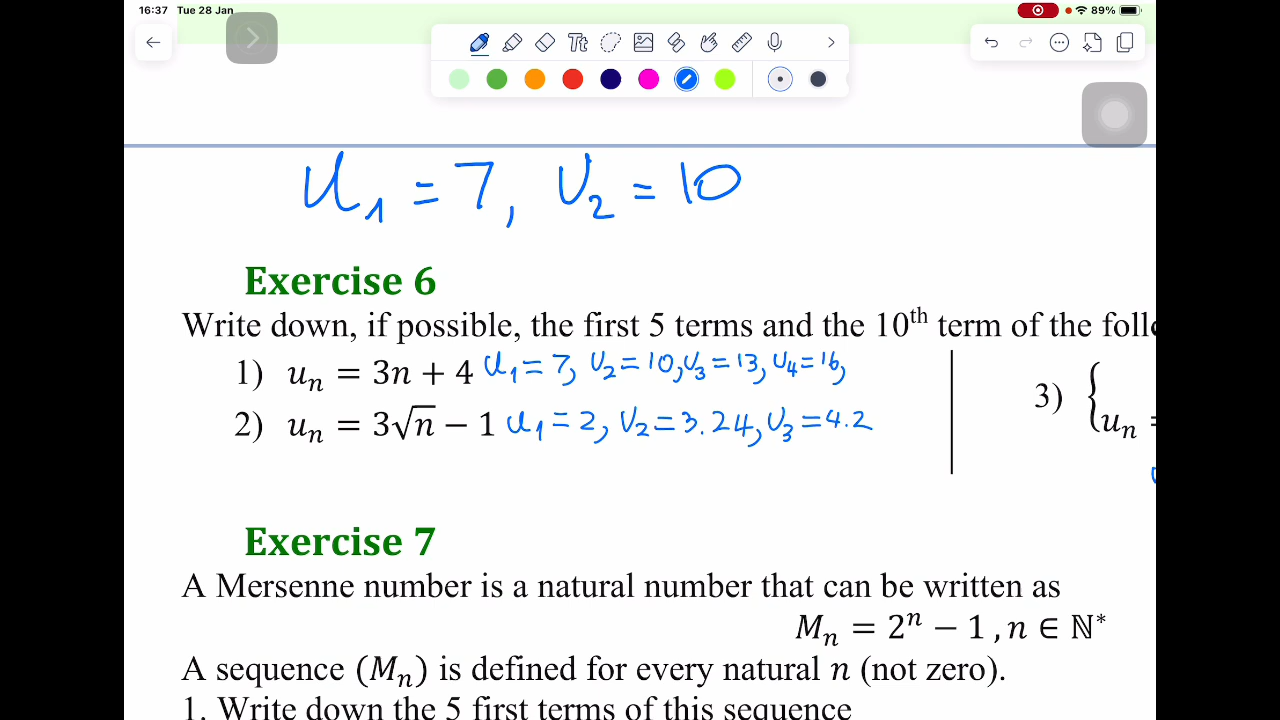 16:37 Tue 28 Jan 89%
Tt
U₁ = 7, U₂ = 10
Exercise 6
Write down, if possible, the first 5 terms and the 10ᵗʰ term of the
1) uₙ = 3n + 4 U₁ = 7, U₂ = 10, U₃ = 13, U₄ = 16,
2) uₙ = 3√n − 1 U₁ = 2, U₂ = 3.24, U₃ = 4.2
3) { uₙ =
Exercise 7
A Mersenne number is a natural number that can be written as
Mₙ = 2ⁿ − 1 , n ∈ ℕ*
A sequence (Mₙ) is defined for every natural n (not zero).
1. Write down the 5 first terms of this sequence